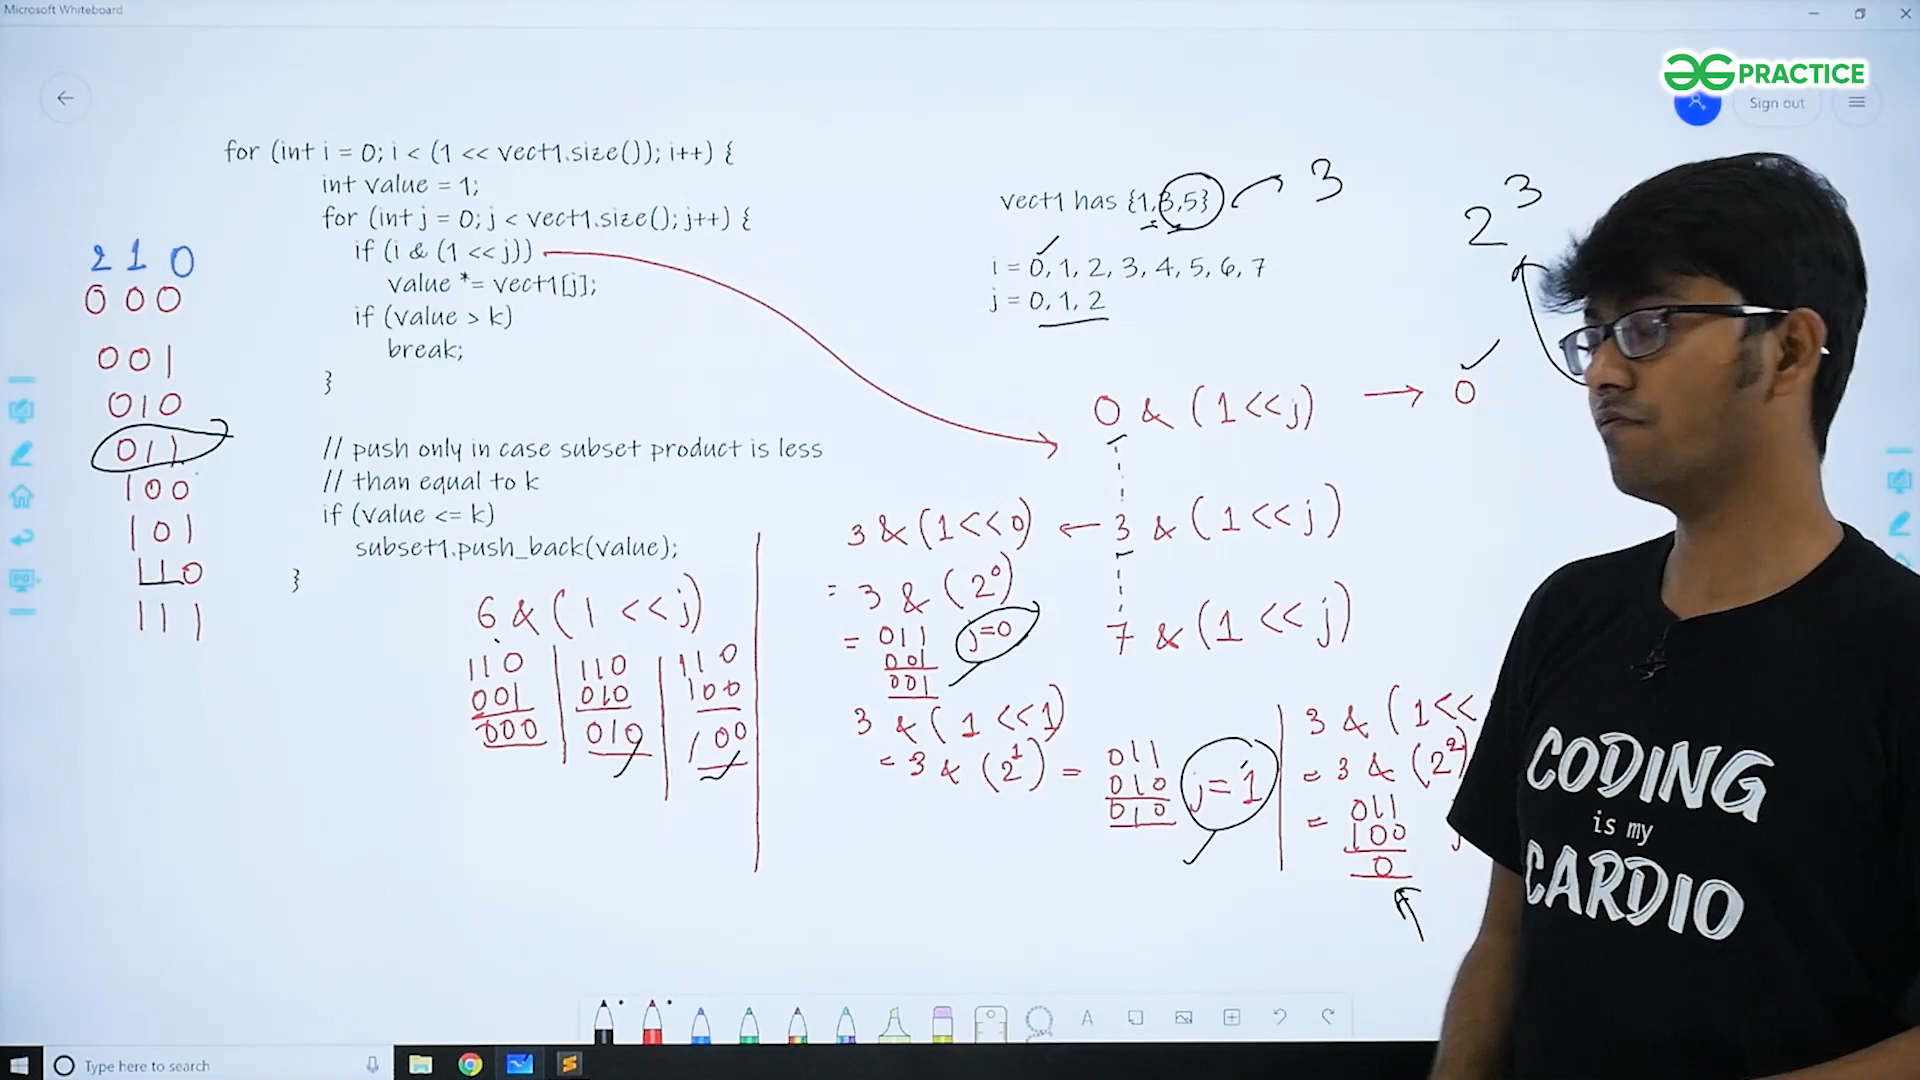 Microsoft Whiteboard
GG PRACTICE
Sign out
for (int i = 0; i < (1 << vect1.size()); i++) {
int value = 1;
for (int j = 0; j < vect1.size(); j++) {
if (i & (1 << j))
value *= vect1[j];
if (value > k)
break;
}
// push only in case subset product is less
// than equal to k
if (value <= k)
subset1.push_back(value);
}
2 1 0
0 0 0
0 0 1
0 1 0
0 1 1
1 0 0
1 0 1
1 1 0
1 1 1
vect1 has {1,3,5}
3
2^3
i = 0, 1, 2, 3, 4, 5, 6, 7
j = 0, 1, 2
0 & (1<<j) → 0
3 & (1<<0) ← 3 & (1<<j)
= 3 & (2^0)
= 011 j=0
001
001
7 & (1<<j)
3 & (1<<1)
= 3 & (2^1) = 011
010 j=1
010
3 & (1<<
= 3 & (2^2)
= 011
100
0
6 & (1<<j)
110 110 110
001 010 100
000 010 100
CODING
is my
CARDIO
A
Type here to search